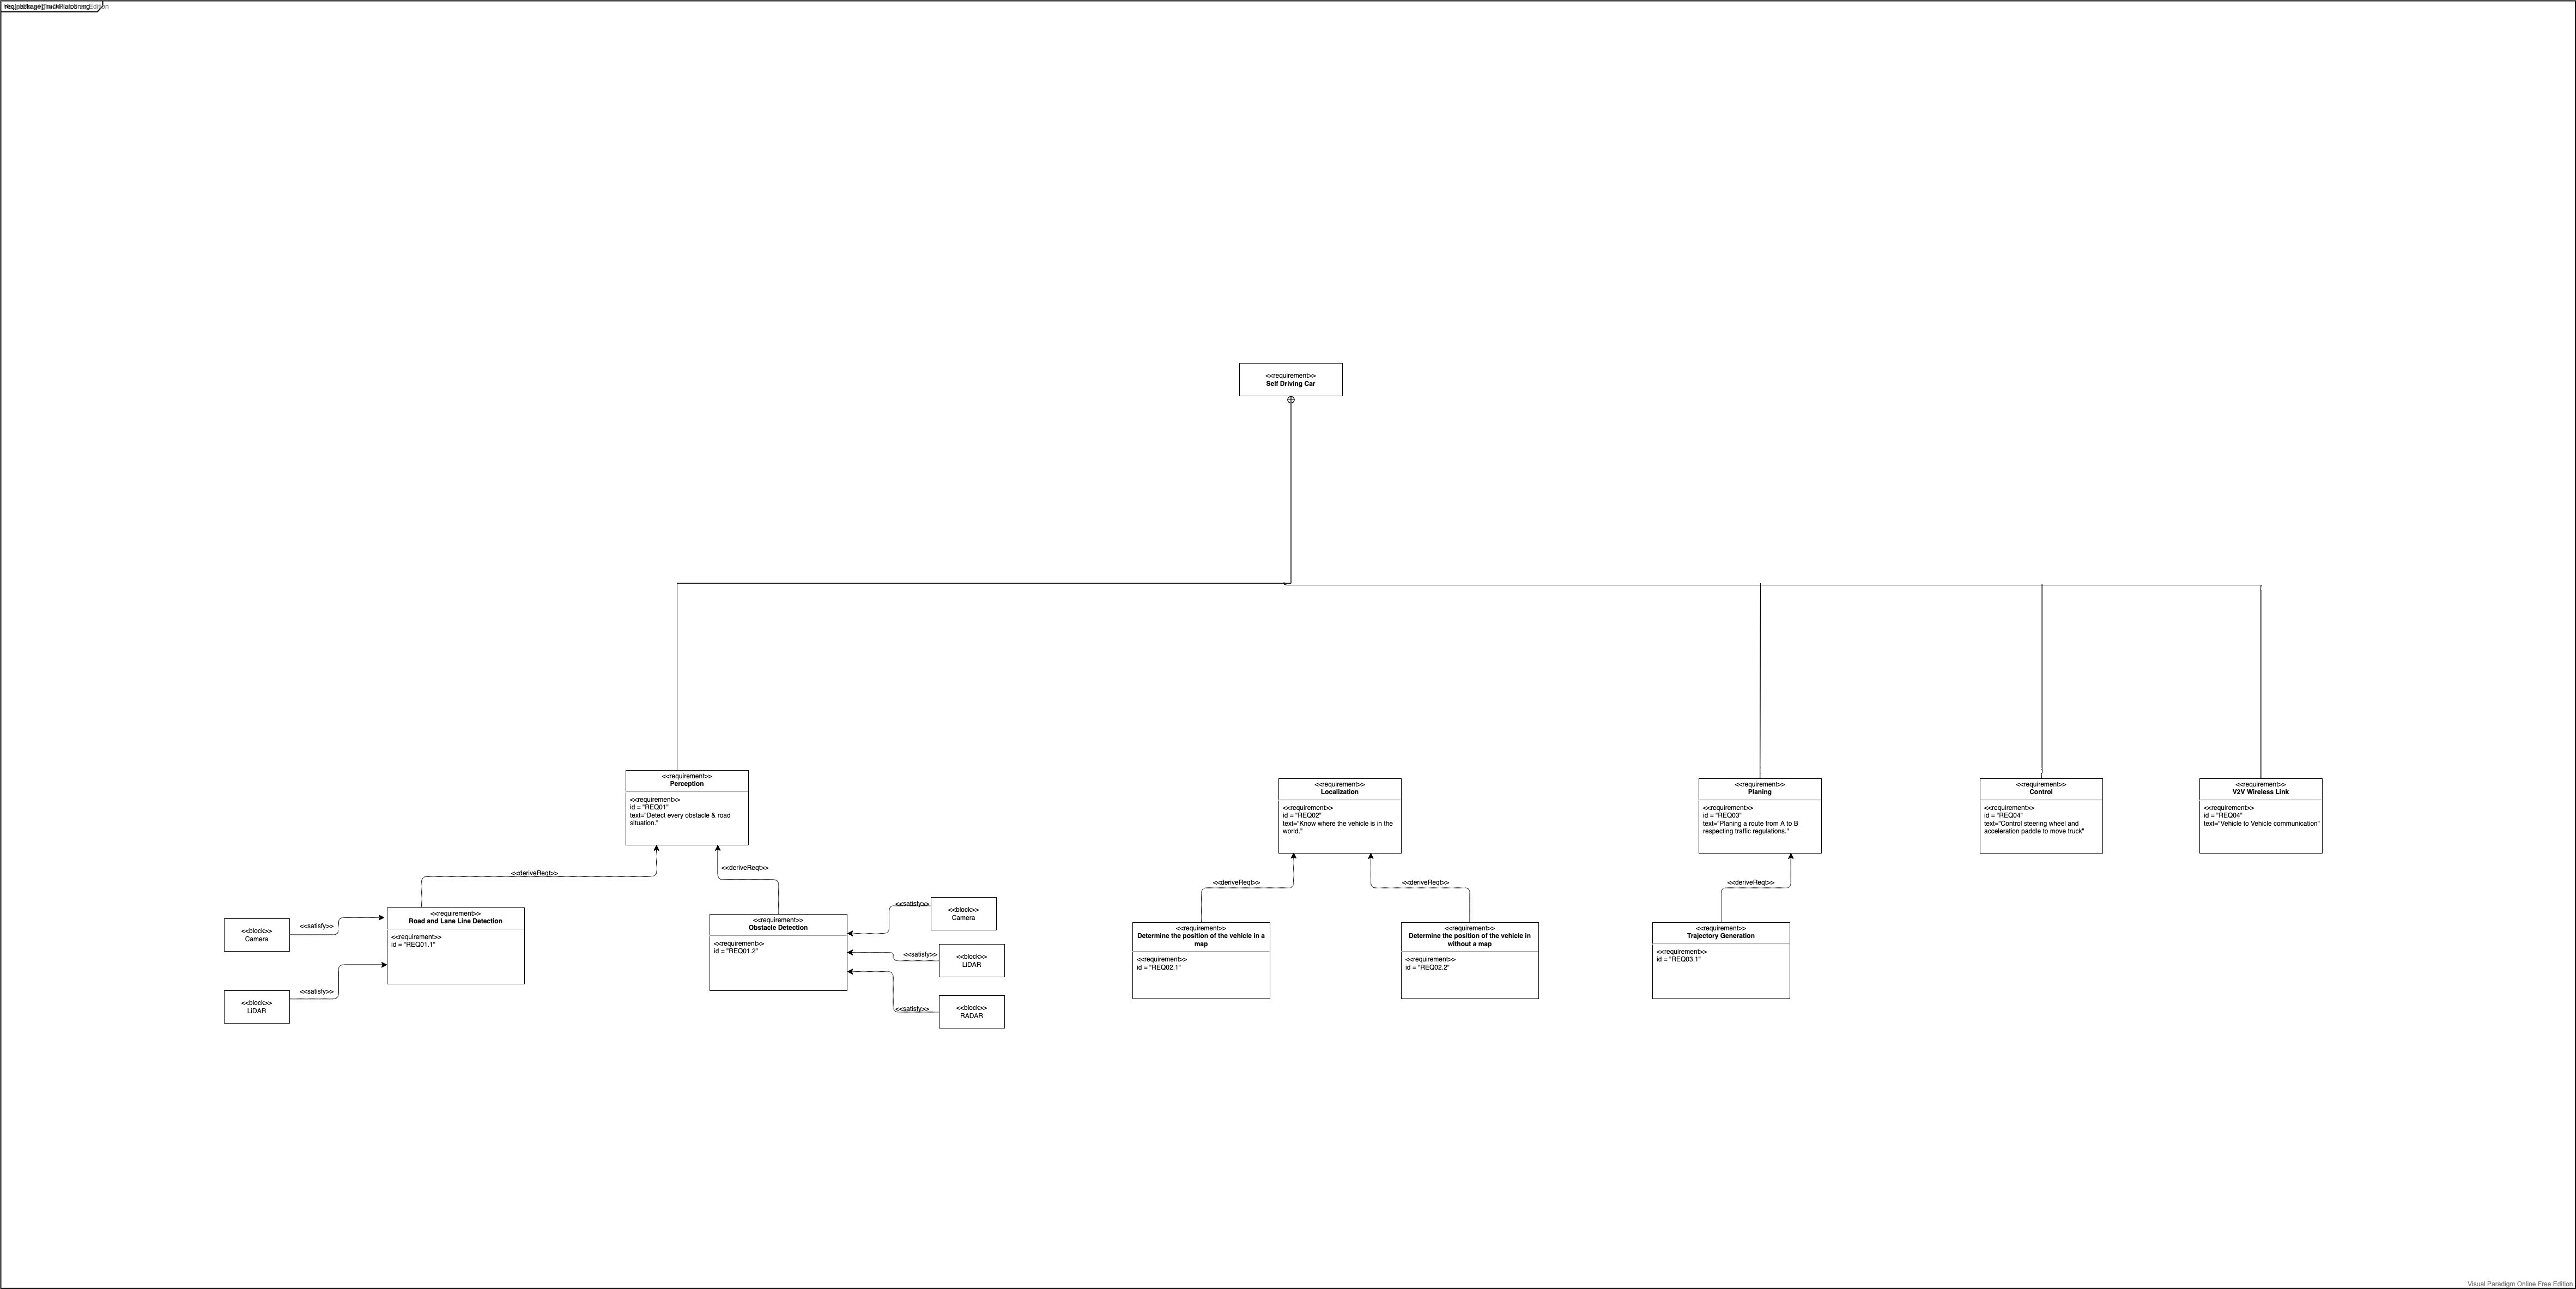 req[package]TruckPlatooning
<<requirement>>
Self Driving Car
<<requirement>>
Perception
<<requirement>>
id = "REQ01"
text="Detect every obstacle & road
situation."
<<requirement>>
Localization
<<requirement>>
id = "REQ02"
text="Know where the vehicle is in the
world."
<<requirement>>
Planing
<<requirement>>
id = "REQ03"
text="Planing a route from A to B
respecting traffic regulations."
<<requirement>>
Control
<<requirement>>
id = "REQ04"
text="Control steering wheel and
acceleration paddle to move truck"
<<requirement>>
V2V Wireless Link
<<requirement>>
id = "REQ04"
text="Vehicle to Vehicle communication"
<<deriveReqt>>
<<deriveReqt>>
<<deriveReqt>>
<<deriveReqt>>
<<deriveReqt>>
<<block>>
Camera
<<satisfy>>
<<block>>
LiDAR
<<satisfy>>
<<requirement>>
Road and Lane Line Detection
<<requirement>>
id = "REQ01.1"
<<requirement>>
Obstacle Detection
<<requirement>>
id = "REQ01.2"
<<satisfy>>
<<block>>
Camera
<<satisfy>>
<<block>>
LiDAR
<<satisfy>>
<<block>>
RADAR
<<requirement>>
Determine the position of the vehicle in a
map
<<requirement>>
id = "REQ02.1"
<<requirement>>
Determine the position of the vehicle in
without a map
<<requirement>>
id = "REQ02.2"
<<requirement>>
Trajectory Generation
<<requirement>>
id = "REQ03.1"
Visual Paradigm Online Free Edition